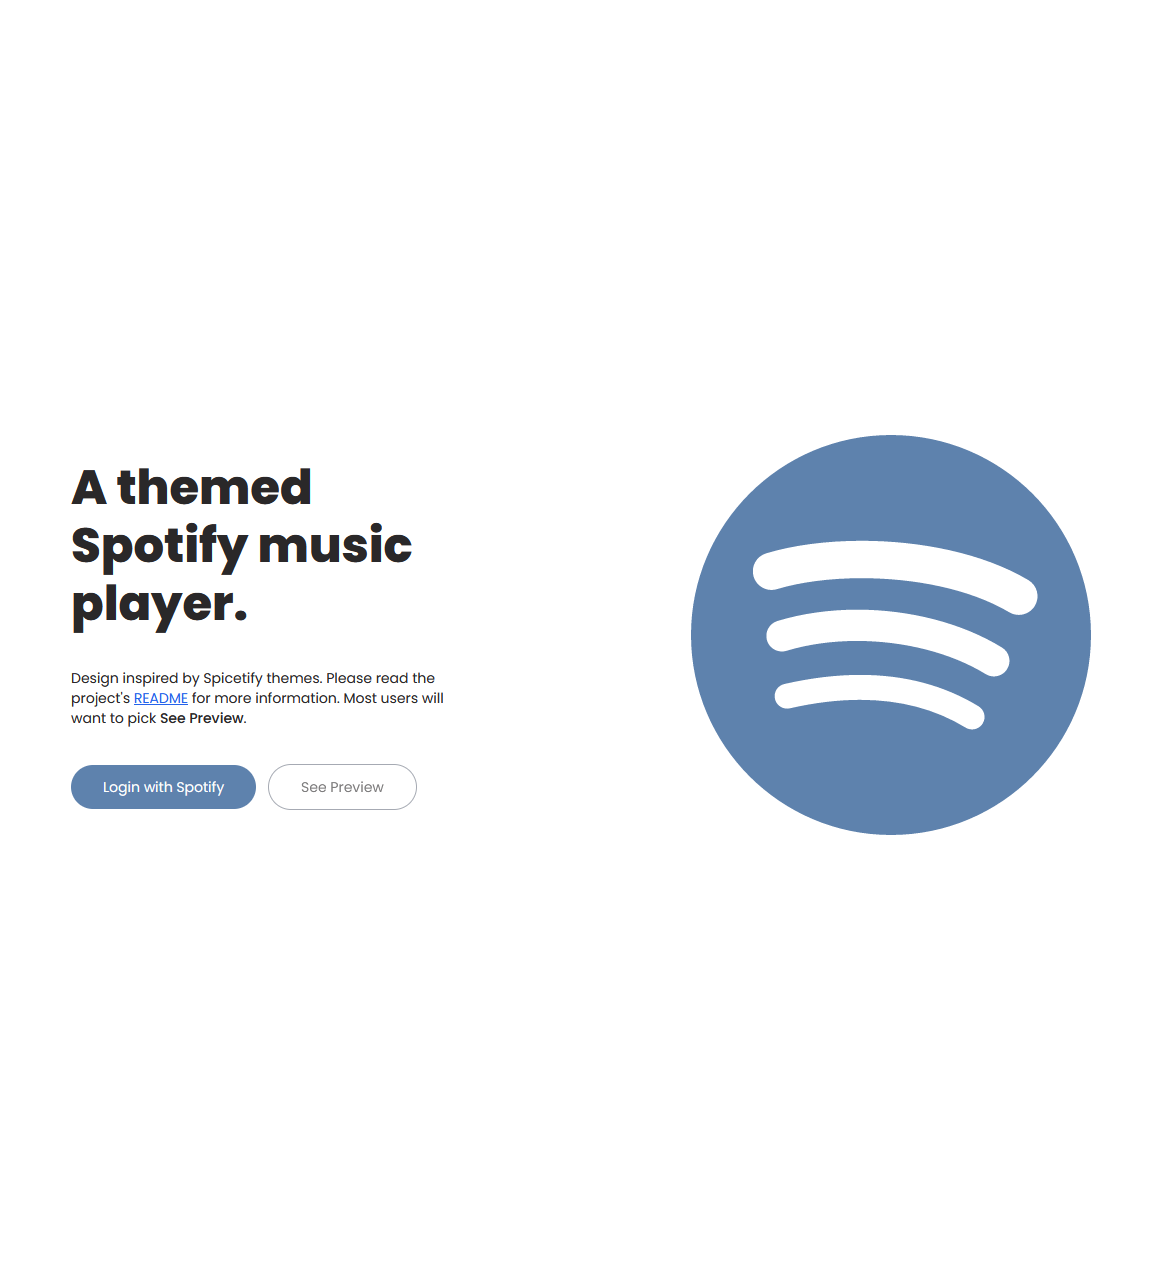 A themed
Spotify music
player.
Design inspired by Spicetify themes. Please read the
project's README for more information. Most users will
want to pick See Preview.
Login with Spotify
See Preview